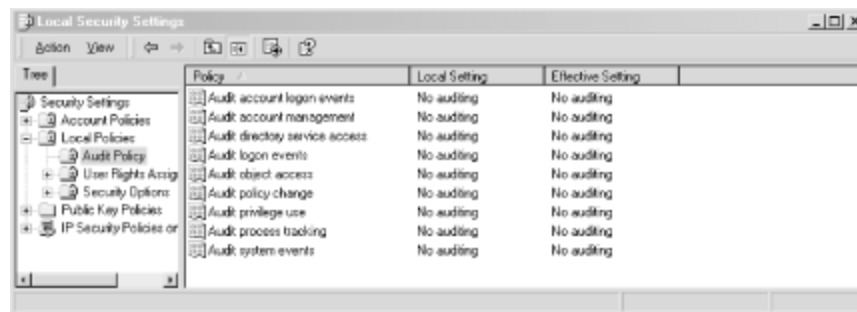 Local Security Settings
Action View
Tree
Policy Local Setting Effective Setting
Security Settings
Account Policies
Local Policies
Audit Policy
User Rights Assig
Security Options
Public Key Policies
IP Security Policies or
Audit account logon events No auditing No auditing
Audit account management No auditing No auditing
Audit directory service access No auditing No auditing
Audit logon events No auditing No auditing
Audit object access No auditing No auditing
Audit policy change No auditing No auditing
Audit privilege use No auditing No auditing
Audit process tracking No auditing No auditing
Audit system events No auditing No auditing